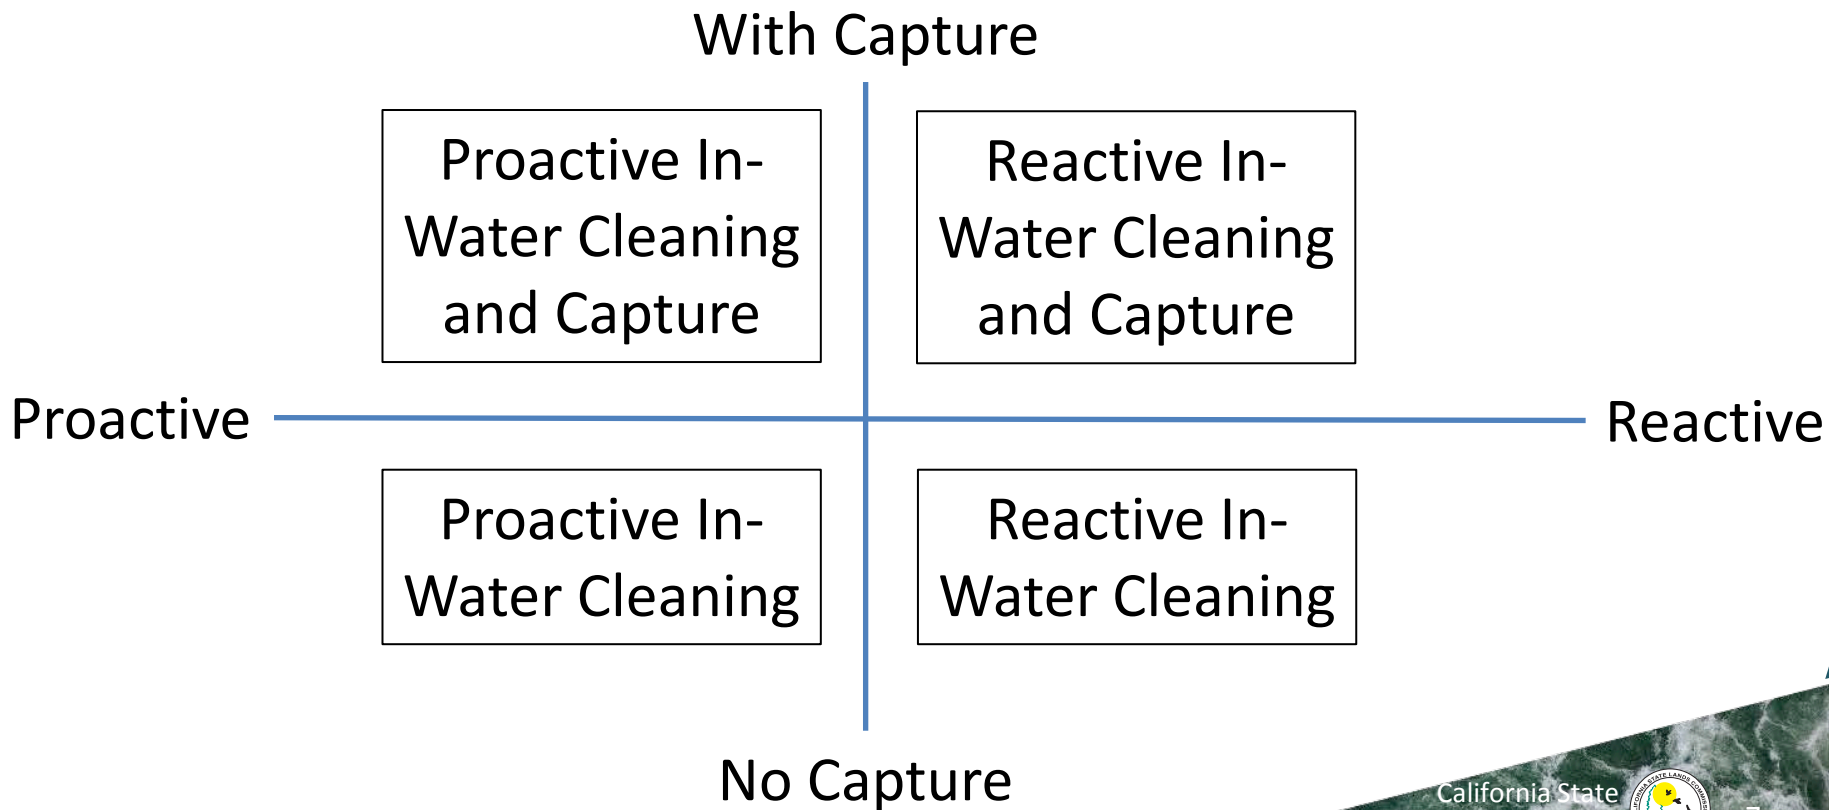 With Capture
Proactive In-
Water Cleaning
and Capture
Reactive In-
Water Cleaning
and Capture
Proactive
Reactive
Proactive In-
Water Cleaning
Reactive In-
Water Cleaning
No Capture
California State